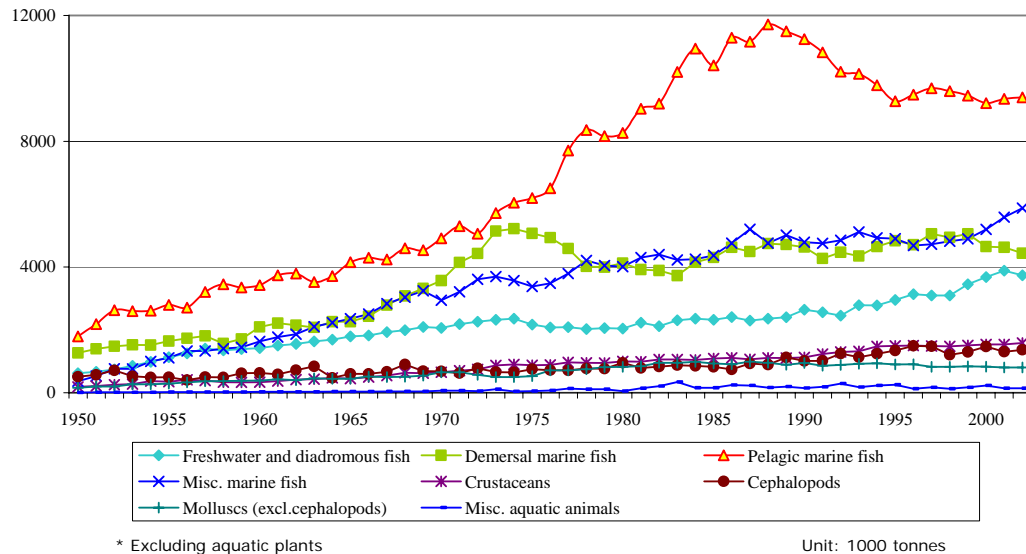 12000
8000
4000
0
1950 1955 1960 1965 1970 1975 1980 1985 1990 1995 2000
Freshwater and diadromous fish Demersal marine fish Pelagic marine fish
Misc. marine fish Crustaceans Cephalopods
Molluscs (excl.cephalopods) Misc. aquatic animals
* Excluding aquatic plants Unit: 1000 tonnes